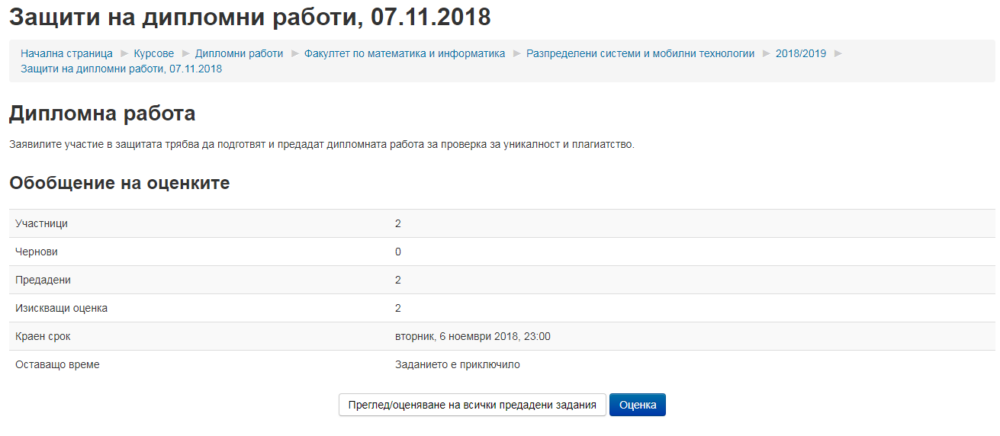 Защити на дипломни работи, 07.11.2018
Начална страница ► Курсове ► Дипломни работи ► Факултет по математика и информатика ► Разпределени системи и мобилни технологии ► 2018/2019 ►
Защити на дипломни работи, 07.11.2018
Дипломна работа
Заявилите участие в защитата трябва да подготвят и предадат дипломната работа за проверка за уникалност и плагиатство.
Обобщение на оценките
Участници 2
Чернови 0
Предадени 2
Изискващи оценка 2
Краен срок вторник, 6 ноември 2018, 23:00
Оставащо време Заданието е приключило
Преглед/оценяване на всички предадени задания Оценка